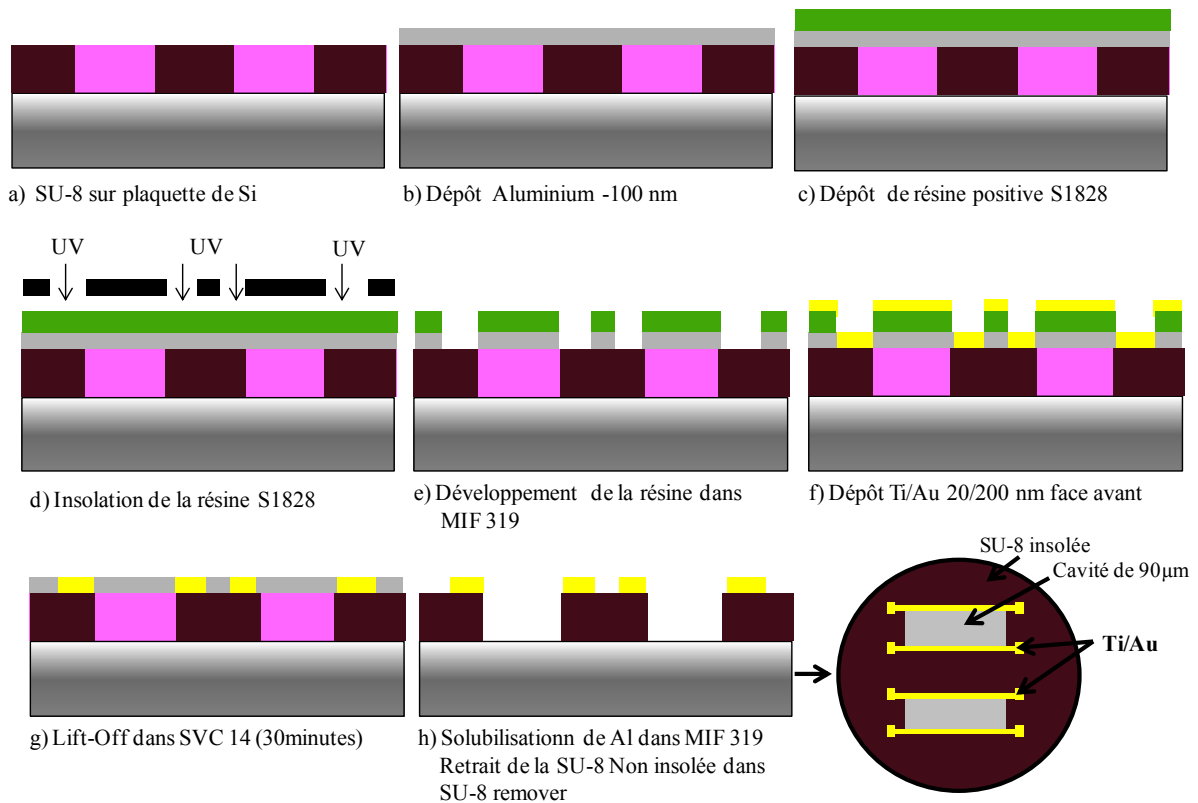 a) SU-8 sur plaquette de Si
b) Dépôt Aluminium -100 nm
c) Dépôt de résine positive S1828
UV UV UV
d) Insolation de la résine S1828
e) Développement de la résine dans
MIF 319
f) Dépôt Ti/Au 20/200 nm face avant
g) Lift-Off dans SVC 14 (30minutes)
h) Solubilisationn de Al dans MIF 319
Retrait de la SU-8 Non insolée dans
SU-8 remover
SU-8 insolée
Cavité de 90µm
Ti/Au